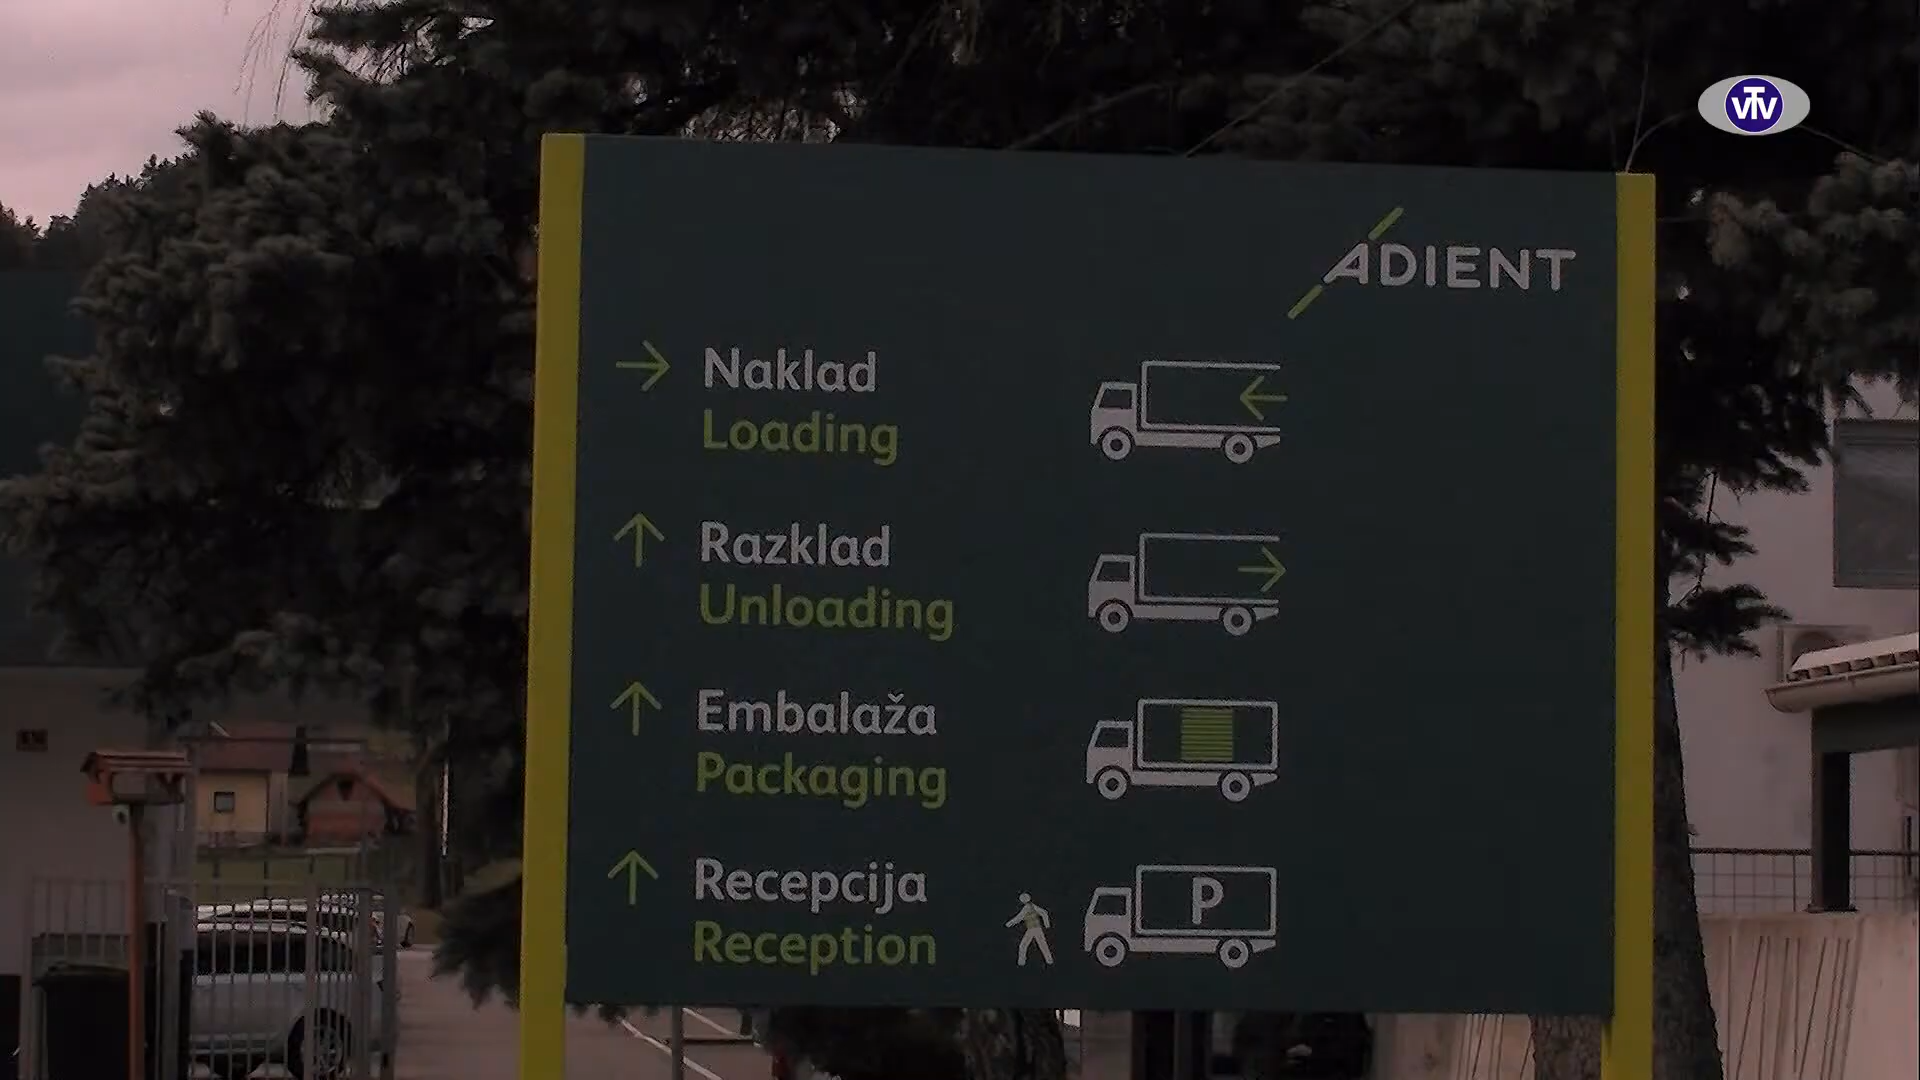 VTV
ADIENT
Naklad
Loading
Razklad
Unloading
Embalaža
Packaging
Recepcija
Reception
P